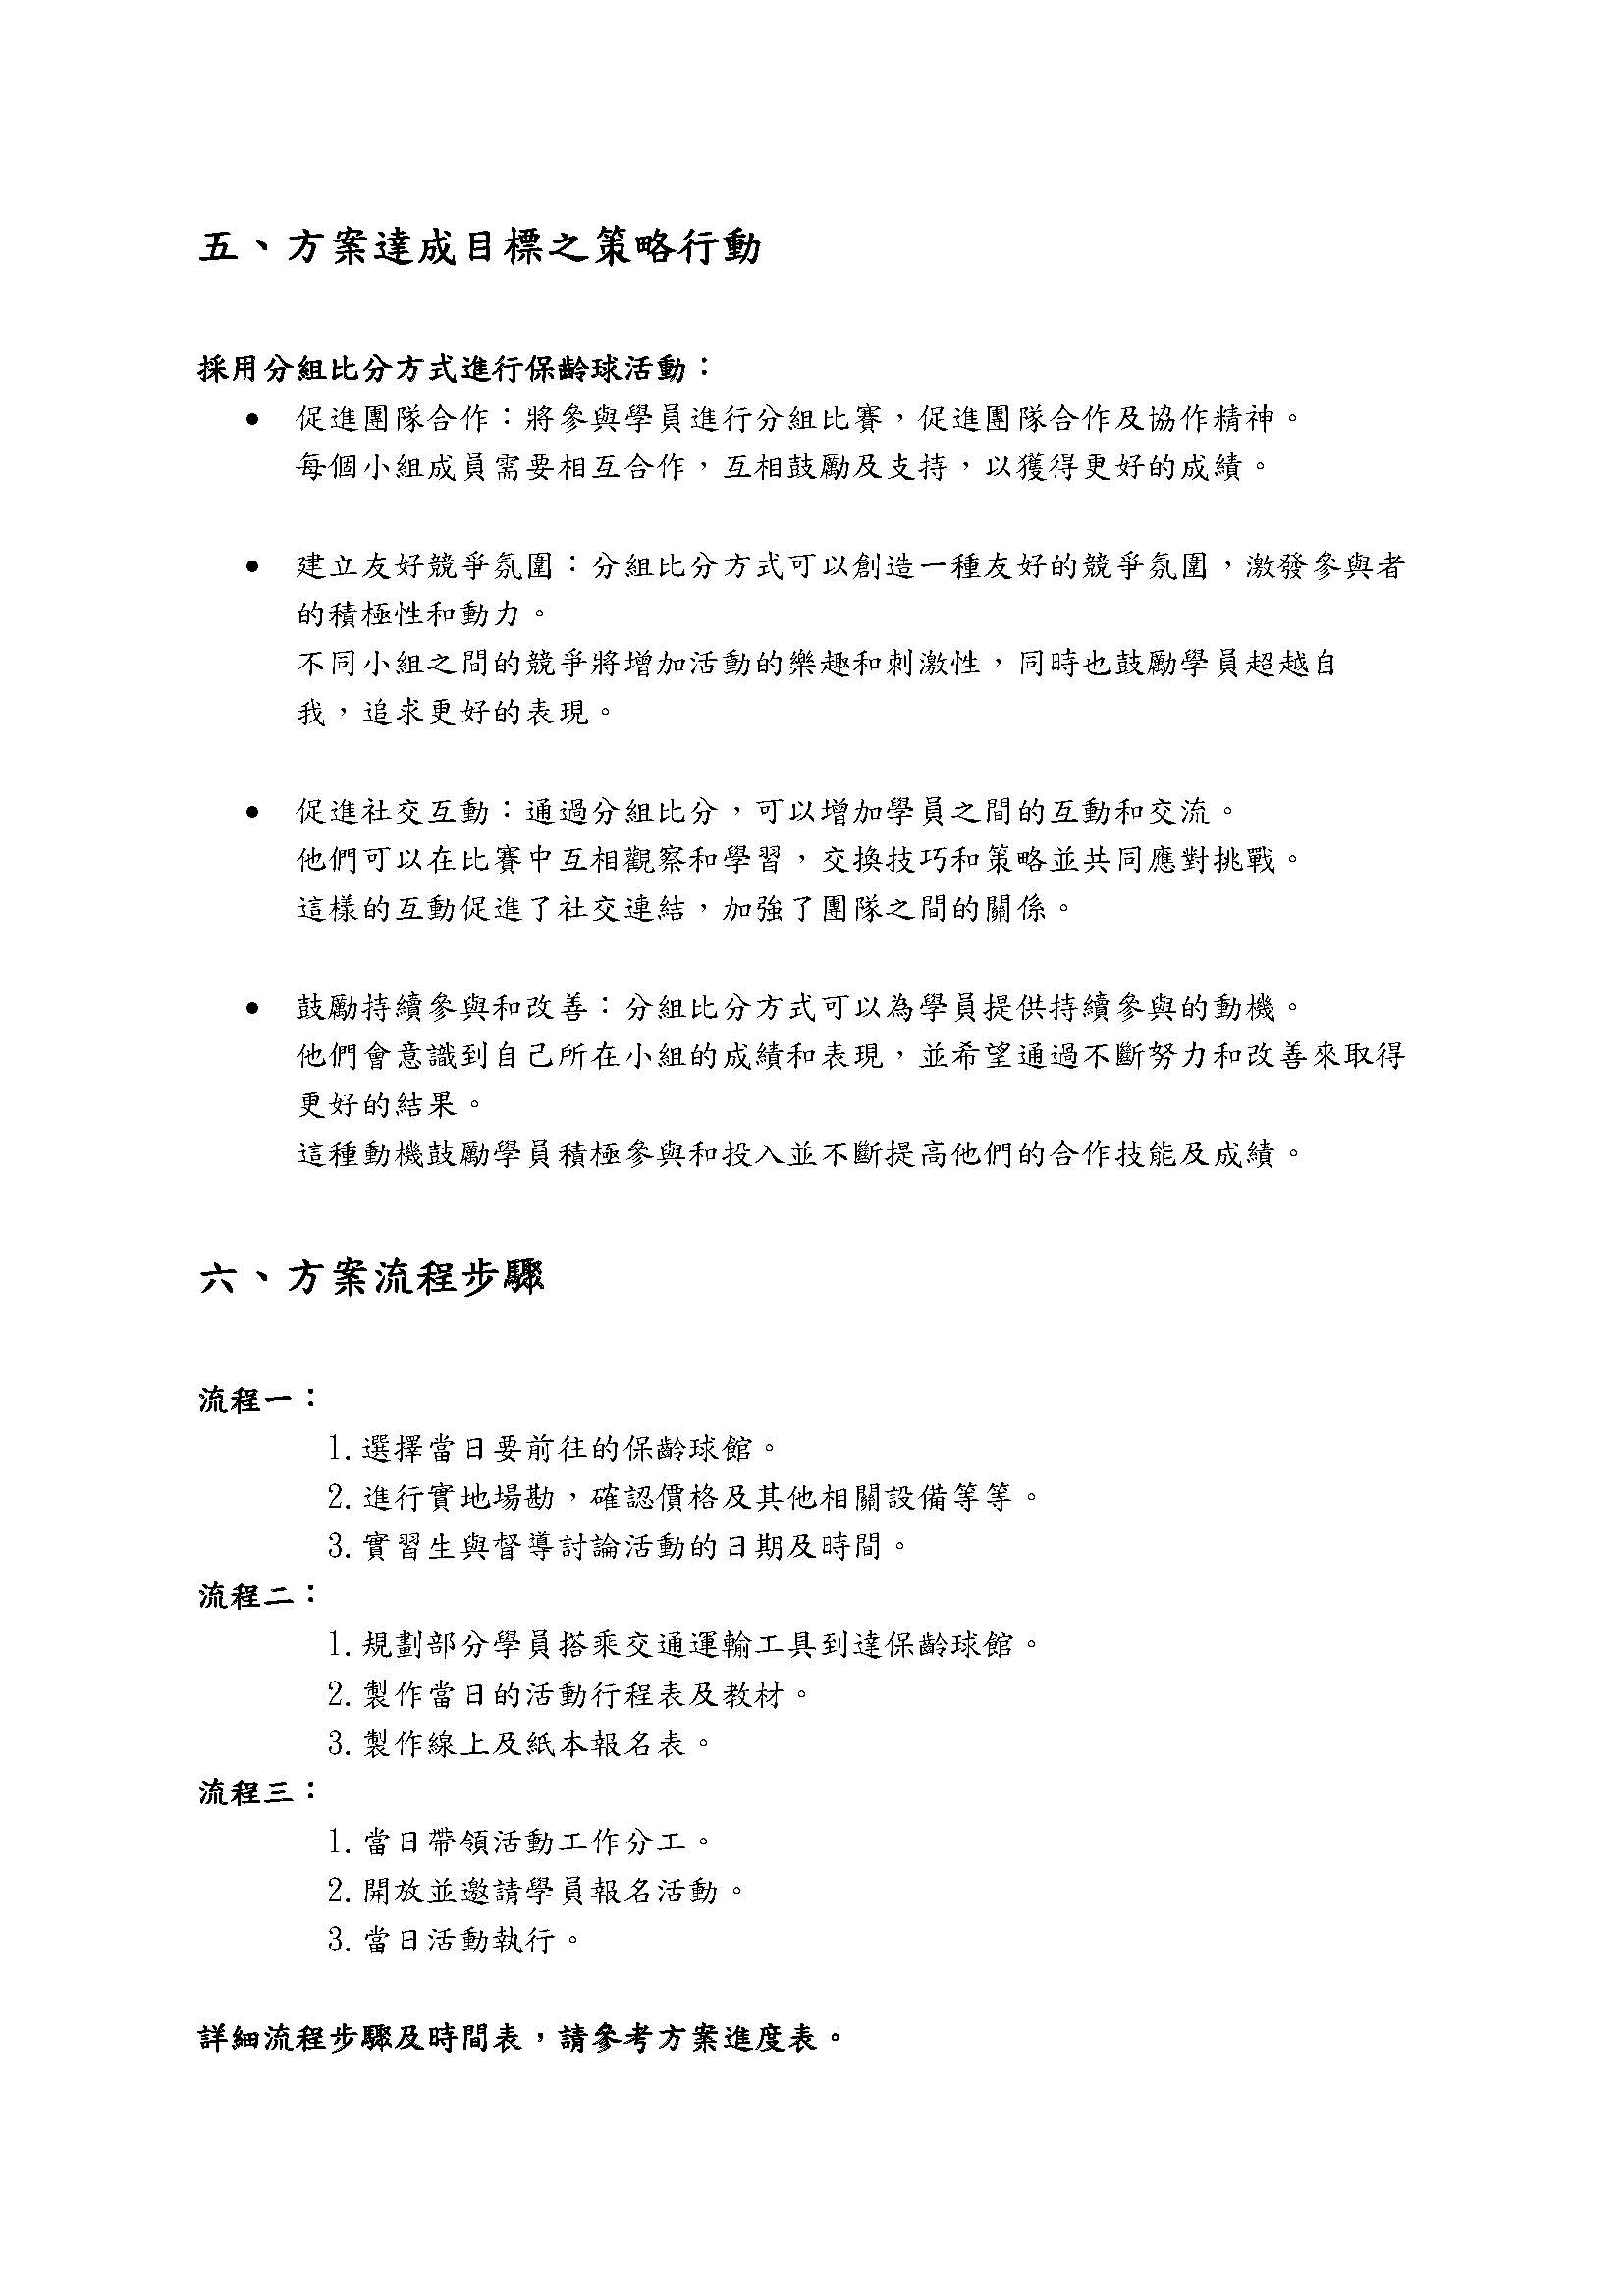 五、方案達成目標之策略行動
採用分組比分方式進行保齡球活動：
● 促進團隊合作：將參與學員進行分組比賽，促進團隊合作及協作精神。
每個小組成員需要相互合作，互相鼓勵及支持，以獲得更好的成績。
● 建立友好競爭氛圍：分組比分方式可以創造一種友好的競爭氛圍，激發參與者
的積極性和動力。
不同小組之間的競爭將增加活動的樂趣和刺激性，同時也鼓勵學員超越自
我，追求更好的表現。
● 促進社交互動：通過分組比分，可以增加學員之間的互動和交流。
他們可以在比賽中互相觀察和學習，交換技巧和策略並共同應對挑戰。
這樣的互動促進了社交連結，加強了團隊之間的關係。
● 鼓勵持續參與和改善：分組比分方式可以為學員提供持續參與的動機。
他們會意識到自己所在小組的成績和表現，並希望通過不斷努力和改善來取得
更好的結果。
這種動機鼓勵學員積極參與和投入並不斷提高他們的合作技能及成績。
六、方案流程步驟
流程一：
1.選擇當日要前往的保齡球館。
2.進行實地場勘，確認價格及其他相關設備等等。
3.實習生與督導討論活動的日期及時間。
流程二：
1.規劃部分學員搭乘交通運輸工具到達保齡球館。
2.製作當日的活動行程表及教材。
3.製作線上及紙本報名表。
流程三：
1.當日帶領活動工作分工。
2.開放並邀請學員報名活動。
3.當日活動執行。
詳細流程步驟及時間表，請參考方案進度表。